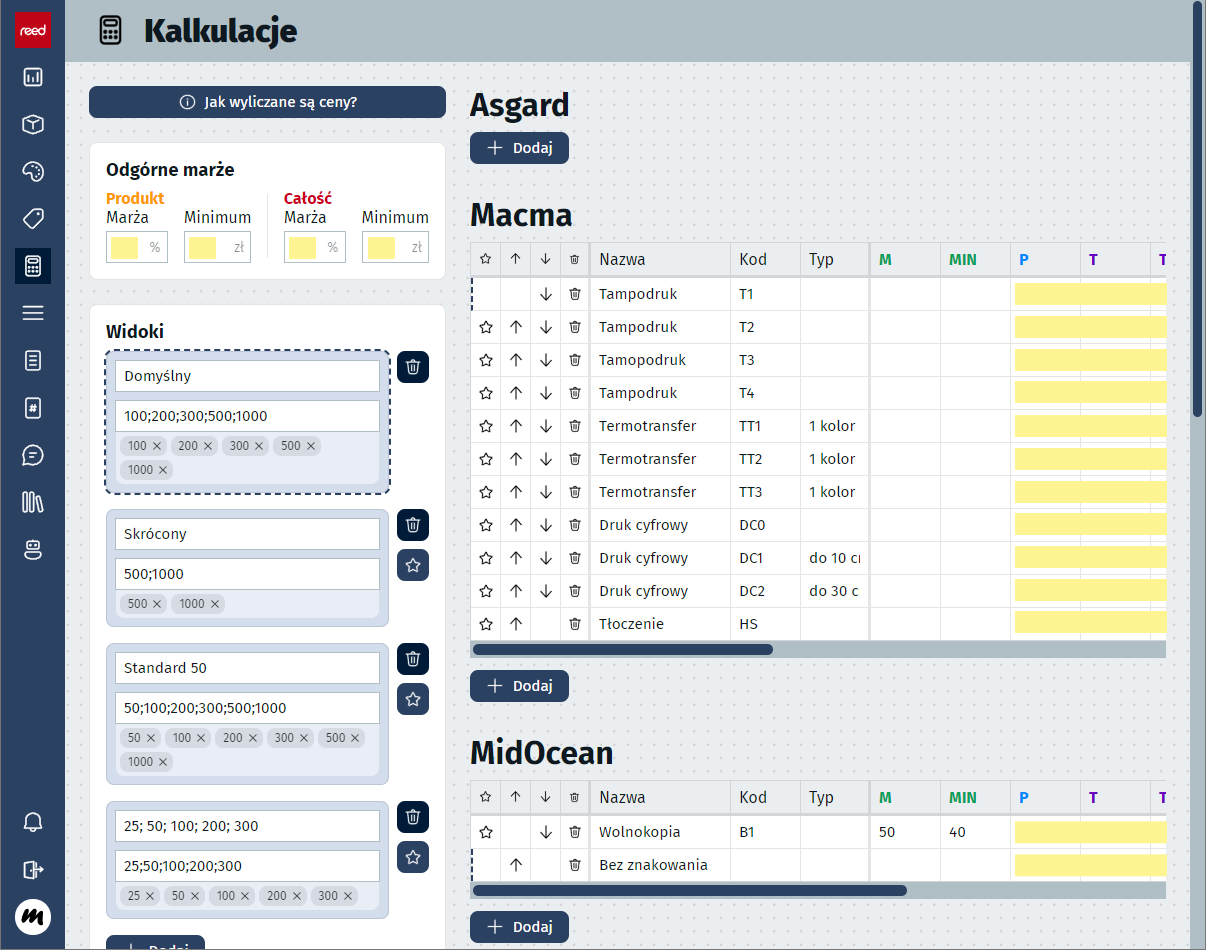 reed
Kalkulacje
Jak wyliczane są ceny?
Odgórne marże
Produkt
Całość
Marża Minimum Marża Minimum
% zł % zł
Widoki
Domyślny
100;200;300;500;1000
100 200 300 500
1000
Skrócony
500;1000
500 1000
Standard 50
50;100;200;300;500;1000
50 100 200 300 500
1000
25; 50; 100; 200; 300
25;50;100;200;300
25 50 100 200 300
Dodaj
Asgard
Dodaj
Macma
Nazwa Kod Typ M MIN P T T
Tampodruk T1
Tampodruk T2
Tamopodruk T3
Tampodruk T4
Termotransfer TT1 1 kolor
Termotransfer TT2 1 kolor
Termotransfer TT3 1 kolor
Druk cyfrowy DC0
Druk cyfrowy DC1 do 10
Druk cyfrowy DC2 do 30 c
Tłoczenie HS
Dodaj
MidOcean
Nazwa Kod Typ M MIN P T T
Wolnokopia B1 50 40
Bez znakowania
Dodaj